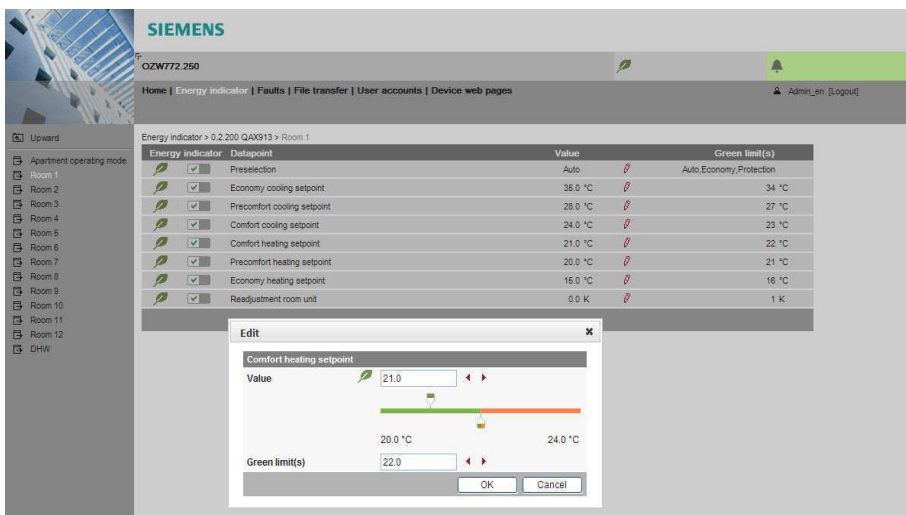 SIEMENS
OZW772.250
Home | Energy indicator | Faults | File transfer | User accounts | Device web pages
Admin_en [Logout]
Upward
Apartment operating mode
Room 1
Room 2
Room 3
Room 4
Room 5
Room 6
Room 7
Room 8
Room 9
Room 10
Room 11
Room 12
DHW
Energy indicator > 0.2.200 QAX913 > Room 1
Energy indicator Datapoint Value Green limit(s)
Preselection Auto Auto,Economy,Protection
Economy cooling setpoint 35.0 °C 34 °C
Precomfort cooling setpoint 28.0 °C 27 °C
Comfort cooling setpoint 24.0 °C 23 °C
Comfort heating setpoint 21.0 °C 22 °C
Precomfort heating setpoint 20.0 °C 21 °C
Economy heating setpoint 15.0 °C 16 °C
Readjustment room unit 0.0 K 1 K
Edit
Comfort heating setpoint
Value 21.0
20.0 °C 24.0 °C
Green limit(s) 22.0
OK Cancel